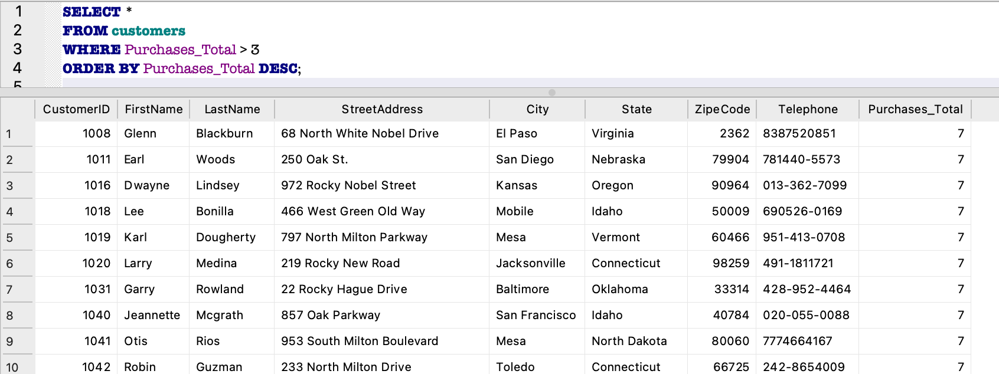 1 SELECT *
2 FROM customers
3 WHERE Purchases_Total > 3
4 ORDER BY Purchases_Total DESC;
5
CustomerID FirstName LastName StreetAddress City State ZipeCode Telephone Purchases_Total
1 1008 Glenn Blackburn 68 North White Nobel Drive El Paso Virginia 2362 8387520851 7
2 1011 Earl Woods 250 Oak St. San Diego Nebraska 79904 781440-5573 7
3 1016 Dwayne Lindsey 972 Rocky Nobel Street Kansas Oregon 90964 013-362-7099 7
4 1018 Lee Bonilla 466 West Green Old Way Mobile Idaho 50009 690526-0169 7
5 1019 Karl Dougherty 797 North Milton Parkway Mesa Vermont 60466 951-413-0708 7
6 1020 Larry Medina 219 Rocky New Road Jacksonville Connecticut 98259 491-1811721 7
7 1031 Garry Rowland 22 Rocky Hague Drive Baltimore Oklahoma 33314 428-952-4464 7
8 1040 Jeannette Mcgrath 857 Oak Parkway San Francisco Idaho 40784 020-055-0088 7
9 1041 Otis Rios 953 South Milton Boulevard Mesa North Dakota 80060 7774664167 7
10 1042 Robin Guzman 233 North Milton Drive Toledo Connecticut 66725 242-8654009 7